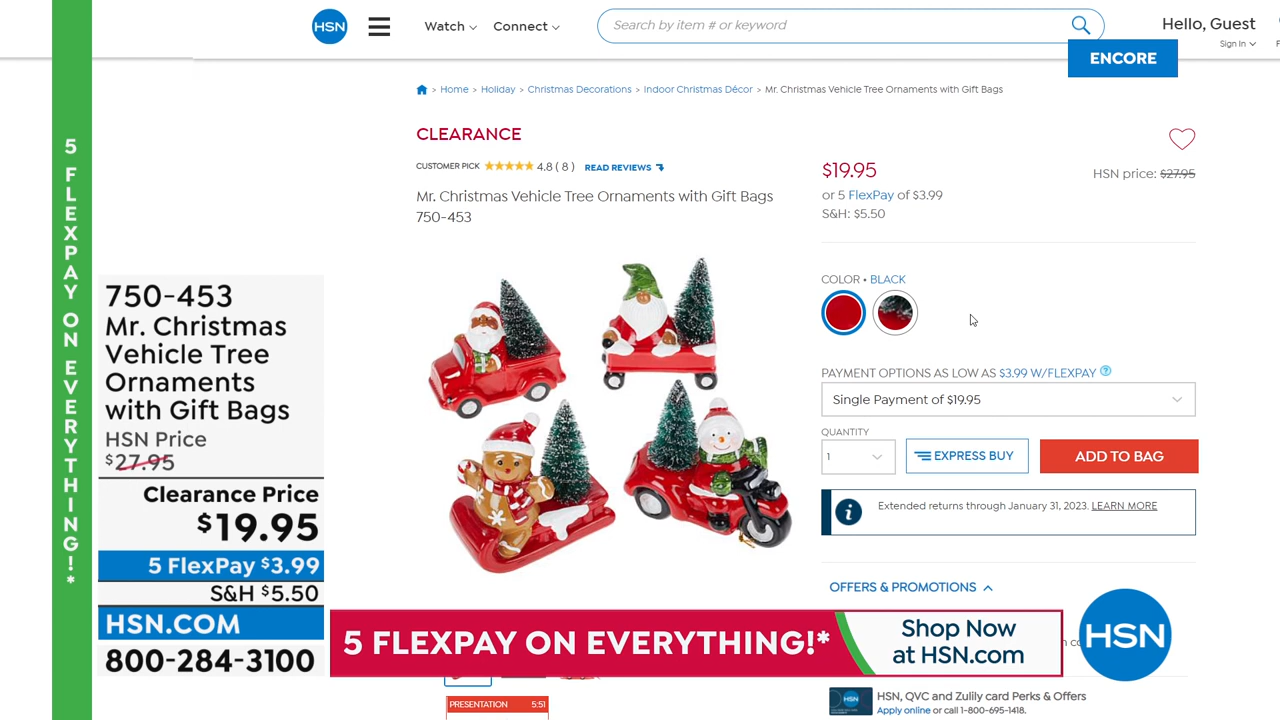 HSN
Watch
Connect
Search by item # or keyword
Hello, Guest
Sign In
ENCORE
Home > Holiday > Christmas Decorations > Indoor Christmas Décor > Mr. Christmas Vehicle Tree Ornaments with Gift Bags
CLEARANCE
CUSTOMER PICK 4.8 ( 8 ) READ REVIEWS
Mr. Christmas Vehicle Tree Ornaments with Gift Bags
750-453
$19.95
HSN price: $27.95
or 5 FlexPay of $3.99
S&H: $5.50
COLOR • BLACK
PAYMENT OPTIONS AS LOW AS $3.99 W/FLEXPAY
Single Payment of $19.95
QUANTITY
1
EXPRESS BUY
ADD TO BAG
Extended returns through January 31, 2023. LEARN MORE
OFFERS & PROMOTIONS
HSN, QVC and Zulily card Perks & Offers
Apply online or call 1-800-695-1418.
PRESENTATION 5:51
5 FLEXPAY ON EVERYTHING!*
750-453
Mr. Christmas
Vehicle Tree
Ornaments
with Gift Bags
HSN Price
$27.95
Clearance Price
$19.95
5 FlexPay $3.99
S&H $5.50
HSN.COM
800-284-3100
5 FLEXPAY ON EVERYTHING!*
Shop Now
at HSN.com
HSN